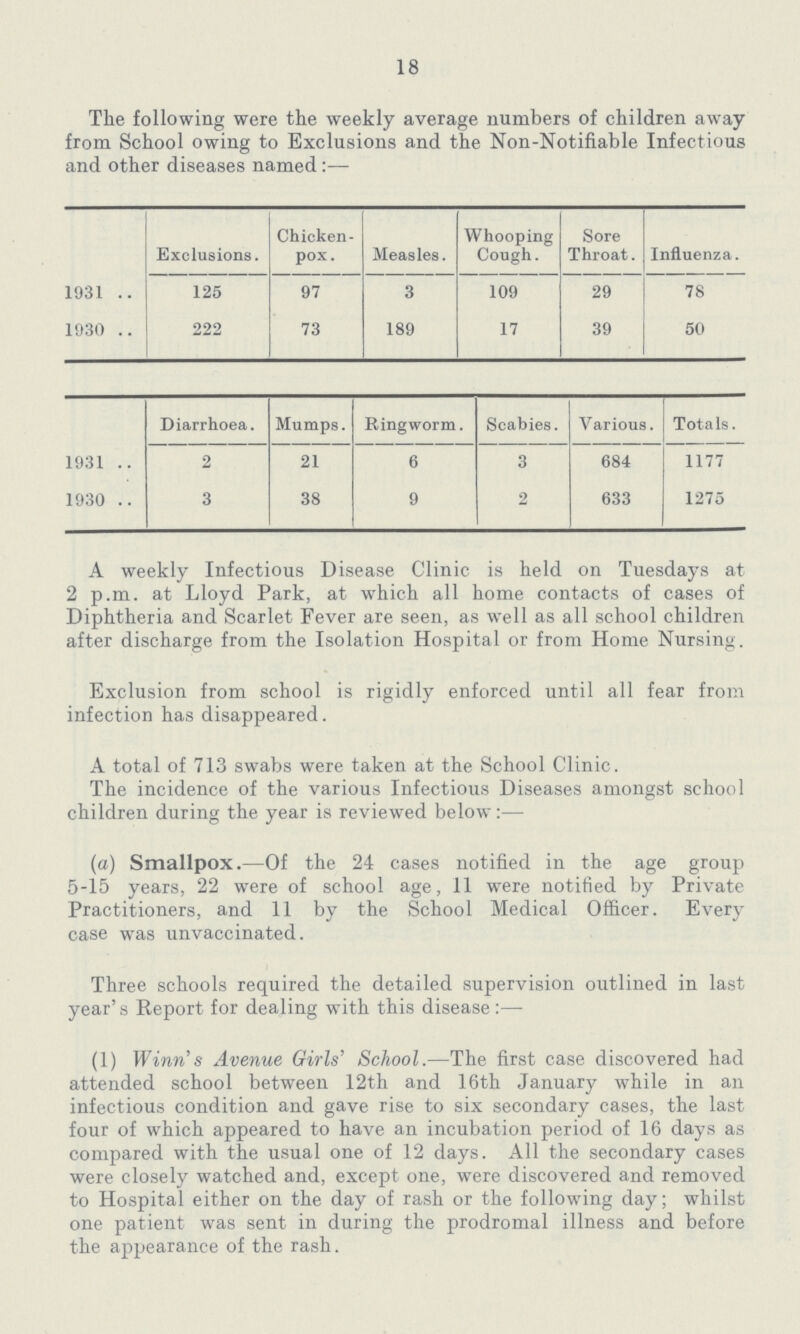 18
The following were the weekly average numbers of children away
from School owing to Exclusions and the Non-Notifiable Infectious
and other diseases named:—
Exclusions. Chicken-pox. Measles. Whooping Cough. Sore Throat. Influenza.
1931 .. 125 97 3 109 29 78
1930 .. 222 73 189 17 39 50
Diarrhoea. Mumps. Ringworm. Scabies. Various. Totals.
1931 .. 2 21 6 3 684 1177
1930 .. 3 38 9 2 633 1275
A weekly Infectious Disease Clinic is held on Tuesdays at
2 p.m. at Lloyd Park, at which all home contacts of cases of
Diphtheria and Scarlet Fever are seen, as well as all school children
after discharge from the Isolation Hospital or from Home Nursing.
Exclusion from school is rigidly enforced until all fear from
infection has disappeared.
A total of 713 swabs were taken at the School Clinic.
The incidence of the various Infectious Diseases amongst school
children during the year is reviewed below:—
(a) Smallpox.—Of the 24 cases notified in the age group
5-15 years, 22 were of school age, 11 were notified by Private
Practitioners, and 11 by the School Medical Officer. Every
case was unvaccinated.
Three schools required the detailed supervision outlined in last
year's Report for dealing with this disease:—
(1) Winn's Avenue Girls' School.—The first case discovered had
attended school between 12th and 16th January while in an
infectious condition and gave rise to six secondary cases, the last
four of which appeared to have an incubation period of 16 days as
compared with the usual one of 12 days. All the secondary cases
were closely watched and, except one, were discovered and removed
to Hospital either on the day of rash or the following day; whilst
one patient was sent in during the prodromal illness and before
the appearance of the rash.